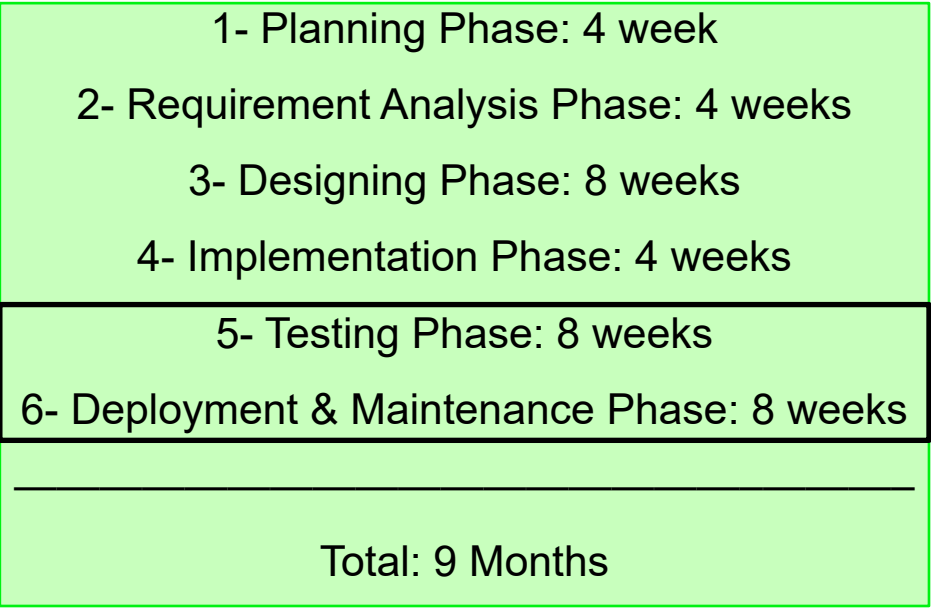 1- Planning Phase: 4 week
2- Requirement Analysis Phase: 4 weeks
3- Designing Phase: 8 weeks
4- Implementation Phase: 4 weeks
5- Testing Phase: 8 weeks
6- Deployment & Maintenance Phase: 8 weeks
Total: 9 Months